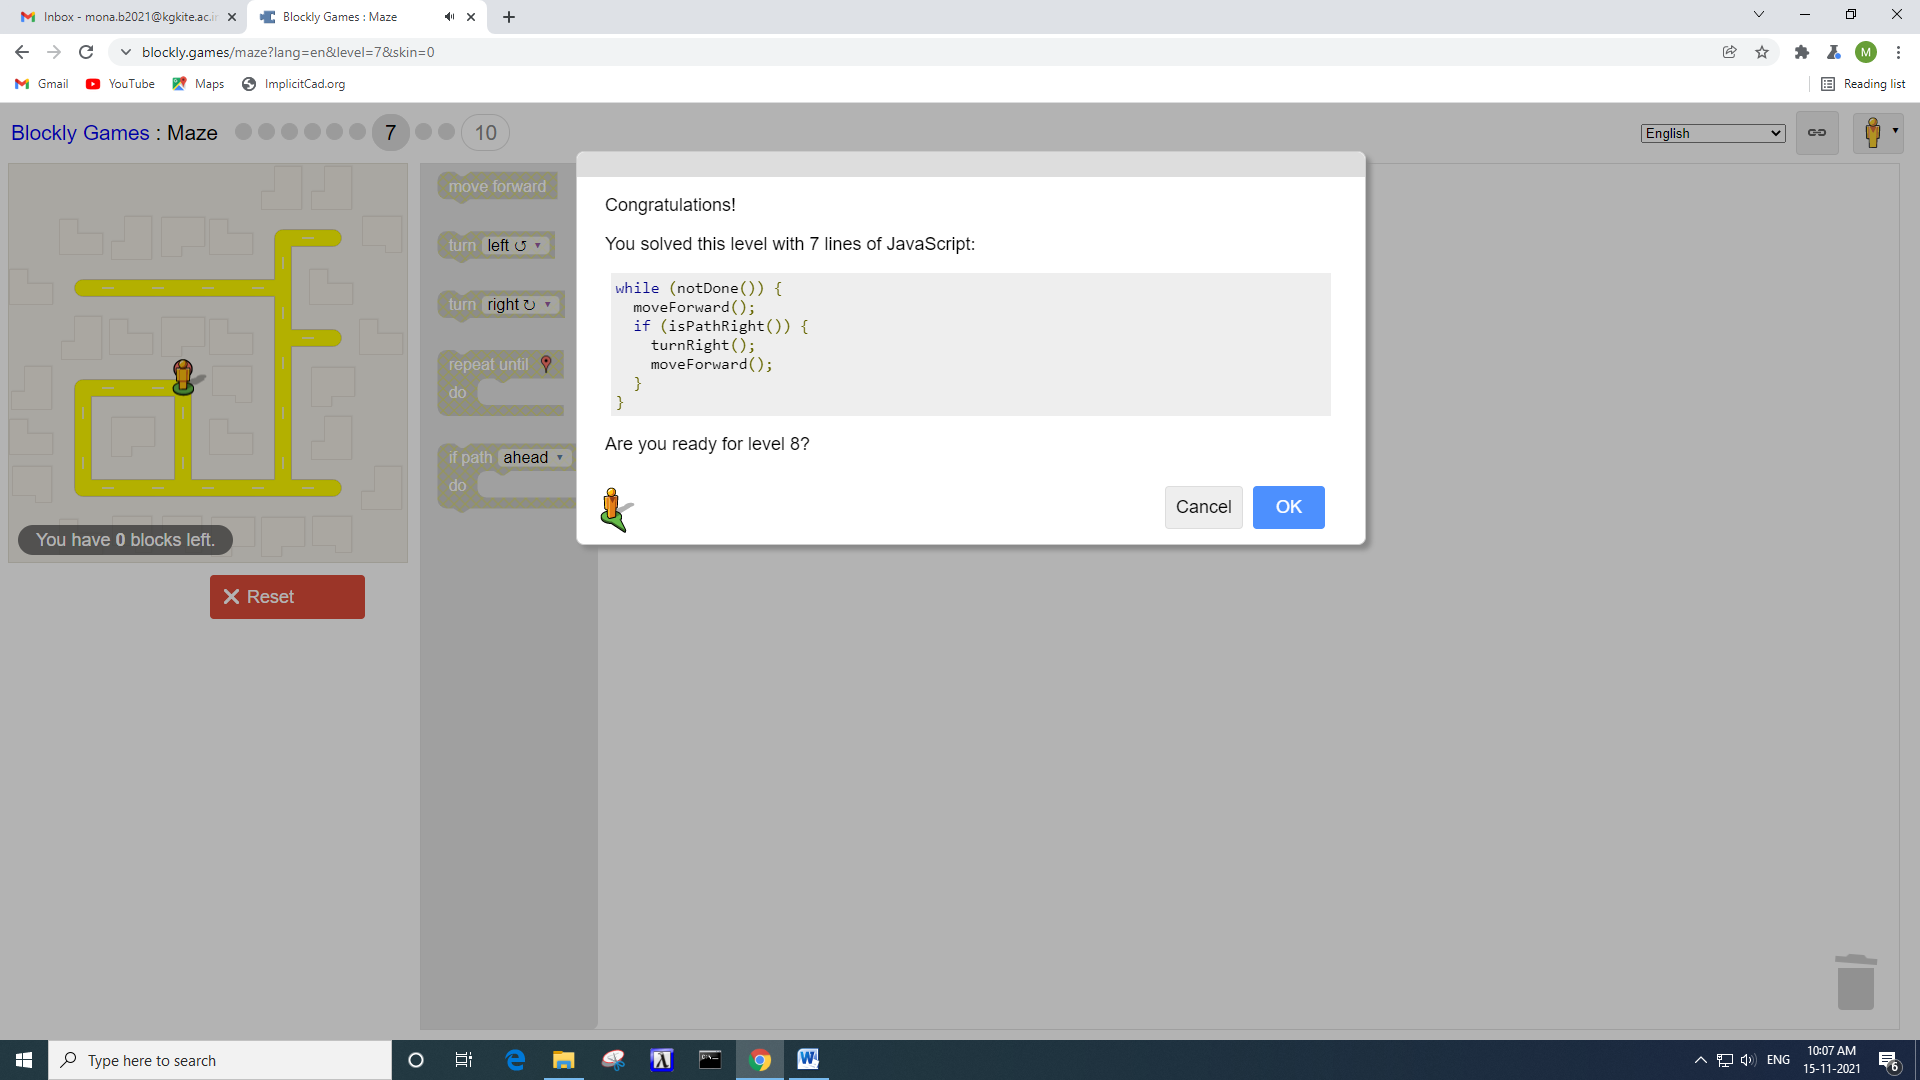 Inbox - mona.b2021@kgkite.ac.in
Blockly Games : Maze
blockly.games/maze?lang=en&level=7&skin=0
M
Gmail
YouTube
Maps
ImplicitCad.org
Reading list
Blockly Games : Maze
7
10
English
move forward
turn left
turn right
repeat until
do
if path ahead
do
You have 0 blocks left.
Reset
Congratulations!
You solved this level with 7 lines of JavaScript:
while (notDone()) {
  moveForward();
  if (isPathRight()) {
    turnRight();
    moveForward();
  }
}
Are you ready for level 8?
Cancel
OK
Type here to search
ENG
10:07 AM
15-11-2021
6